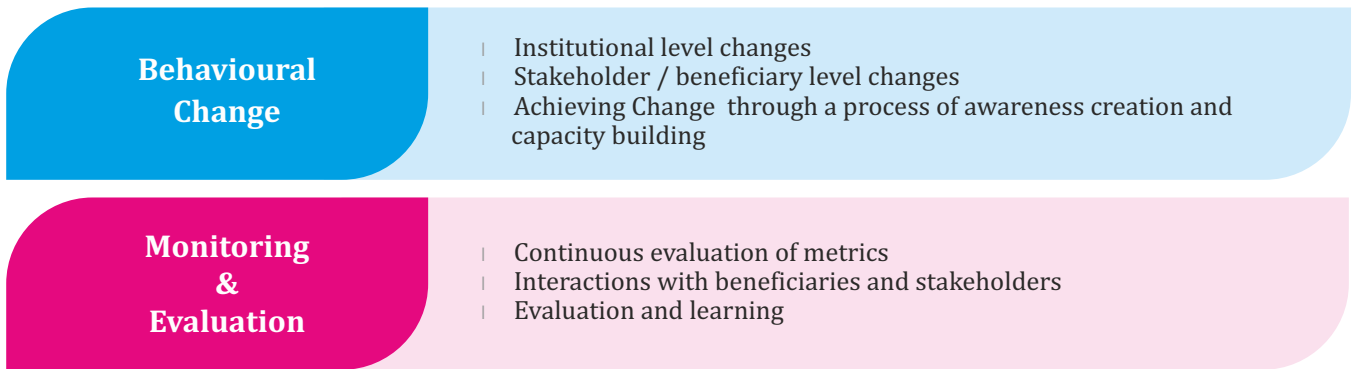 Behavioural
Change
Institutional level changes
Stakeholder / beneficiary level changes
Achieving Change through a process of awareness creation and
capacity building
Monitoring
&
Evaluation
Continuous evaluation of metrics
Interactions with beneficiaries and stakeholders
Evaluation and learning